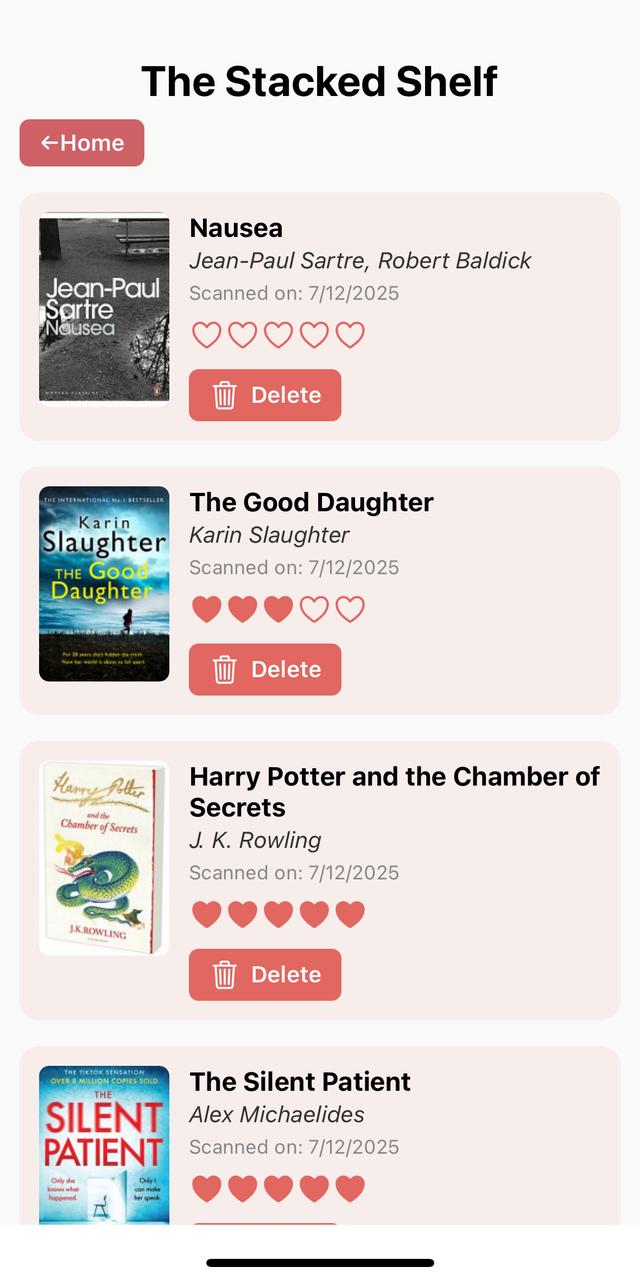 The Stacked Shelf
←Home
Jean-Paul
Sartre
Nausea
Nausea
Jean-Paul Sartre, Robert Baldick
Scanned on: 7/12/2025
Delete
THE INTERNATIONAL No.1 BESTSELLER
Karin
Slaughter
THE Good
Daughter
For 28 years she's hidden the truth.
Now her world is about to fall apart.
The Good Daughter
Karin Slaughter
Scanned on: 7/12/2025
Delete
Harry Potter
and the
Chamber of Secrets
J.K.ROWLING
Harry Potter and the Chamber of
Secrets
J. K. Rowling
Scanned on: 7/12/2025
Delete
THE TIKTOK SENSATION
OVER 8 MILLION COPIES SOLD
THE
SILENT
PATIENT
Only she
knows what
happened.
Only I
can make
her speak.
The Silent Patient
Alex Michaelides
Scanned on: 7/12/2025